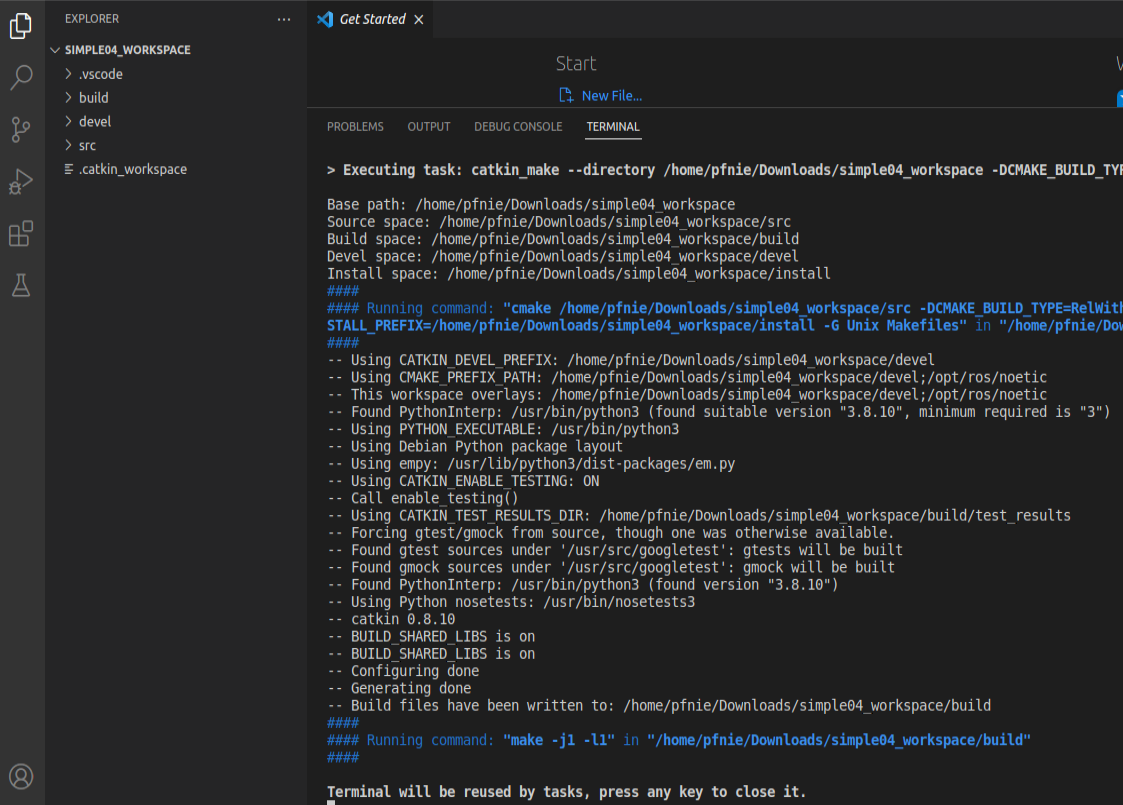 EXPLORER
···
SIMPLE04_WORKSPACE
.vscode
build
devel
src
.catkin_workspace
Get Started
Start
New File...
PROBLEMS OUTPUT DEBUG CONSOLE TERMINAL
> Executing task: catkin_make --directory /home/pfnie/Downloads/simple04_workspace -DCMAKE_BUILD_TYP
Base path: /home/pfnie/Downloads/simple04_workspace
Source space: /home/pfnie/Downloads/simple04_workspace/src
Build space: /home/pfnie/Downloads/simple04_workspace/build
Devel space: /home/pfnie/Downloads/simple04_workspace/devel
Install space: /home/pfnie/Downloads/simple04_workspace/install
####
#### Running command: "cmake /home/pfnie/Downloads/simple04_workspace/src -DCMAKE_BUILD_TYPE=RelWith
STALL_PREFIX=/home/pfnie/Downloads/simple04_workspace/install -G Unix Makefiles" in "/home/pfnie/Dow
####
-- Using CATKIN_DEVEL_PREFIX: /home/pfnie/Downloads/simple04_workspace/devel
-- Using CMAKE_PREFIX_PATH: /home/pfnie/Downloads/simple04_workspace/devel;/opt/ros/noetic
-- This workspace overlays: /home/pfnie/Downloads/simple04_workspace/devel;/opt/ros/noetic
-- Found PythonInterp: /usr/bin/python3 (found suitable version "3.8.10", minimum required is "3")
-- Using PYTHON_EXECUTABLE: /usr/bin/python3
-- Using Debian Python package layout
-- Using empy: /usr/lib/python3/dist-packages/em.py
-- Using CATKIN_ENABLE_TESTING: ON
-- Call enable_testing()
-- Using CATKIN_TEST_RESULTS_DIR: /home/pfnie/Downloads/simple04_workspace/build/test_results
-- Forcing gtest/gmock from source, though one was otherwise available.
-- Found gtest sources under '/usr/src/googletest': gtests will be built
-- Found gmock sources under '/usr/src/googletest': gmock will be built
-- Found PythonInterp: /usr/bin/python3 (found version "3.8.10")
-- Using Python nosetests: /usr/bin/nosetests3
-- catkin 0.8.10
-- BUILD_SHARED_LIBS is on
-- BUILD_SHARED_LIBS is on
-- Configuring done
-- Generating done
-- Build files have been written to: /home/pfnie/Downloads/simple04_workspace/build
####
#### Running command: "make -j1 -l1" in "/home/pfnie/Downloads/simple04_workspace/build"
####
Terminal will be reused by tasks, press any key to close it.